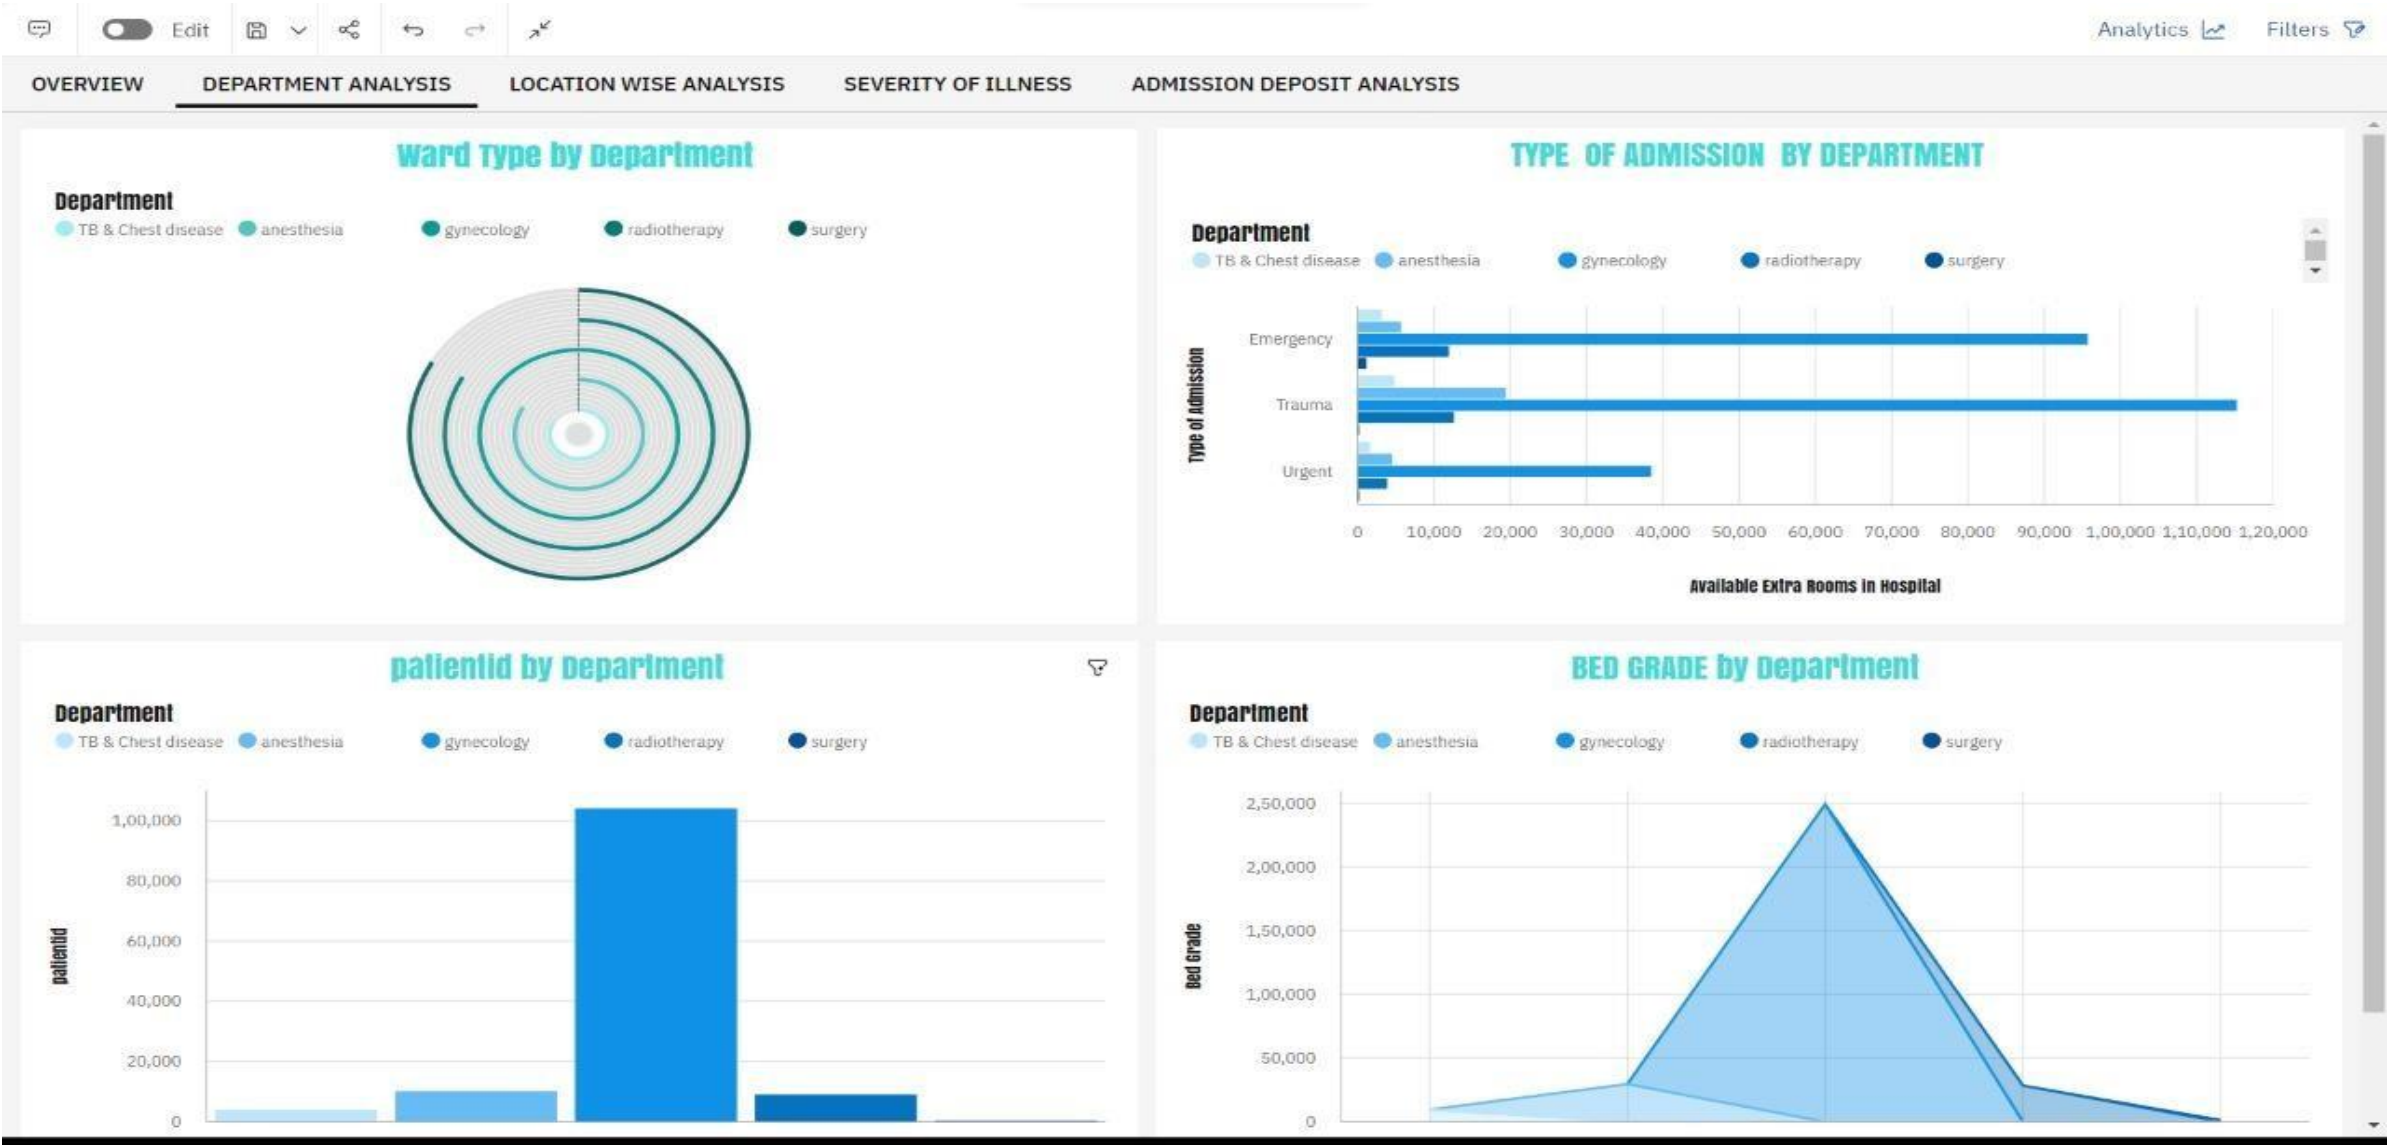 Edit
Analytics
Filters
OVERVIEW DEPARTMENT ANALYSIS LOCATION WISE ANALYSIS SEVERITY OF ILLNESS ADMISSION DEPOSIT ANALYSIS
Ward Type by Department
Department
TB & Chest disease anesthesia gynecology radiotherapy surgery
TYPE OF ADMISSION BY DEPARTMENT
Department
TB & Chest disease anesthesia gynecology radiotherapy surgery
Type of Admission
Emergency
Trauma
Urgent
0 10,000 20,000 30,000 40,000 50,000 60,000 70,000 80,000 90,000 1,00,000 1,10,000 1,20,000
Available Extra Rooms in Hospital
patientid by Department
Department
TB & Chest disease anesthesia gynecology radiotherapy surgery
patientid
1,00,000
80,000
60,000
40,000
20,000
0
BED GRADE by Department
Department
TB & Chest disease anesthesia gynecology radiotherapy surgery
Bed Grade
2,50,000
2,00,000
1,50,000
1,00,000
50,000
0